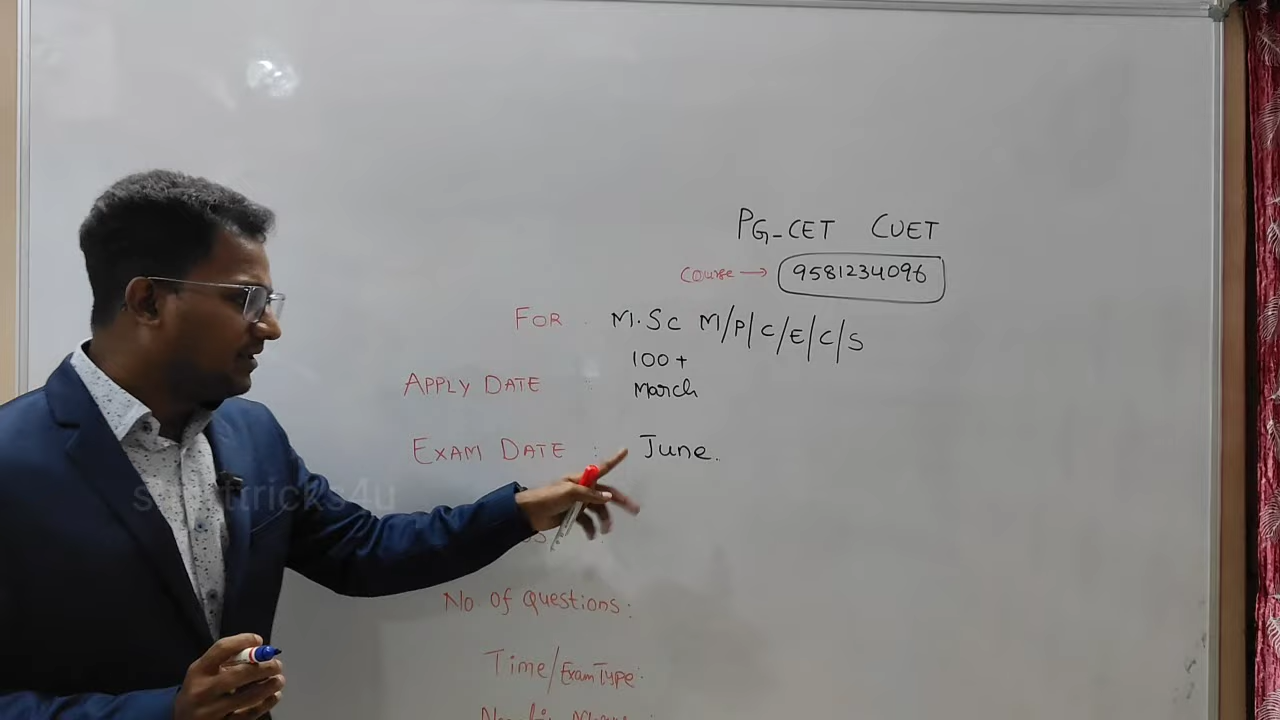 PG-CET CUET
Course → 9581234096
FOR : M.Sc M/P/C/E/C/S
100+
APPLY DATE : March
EXAM DATE : June.
smarttricks4u
No of Questions:
Time/Exam Type: